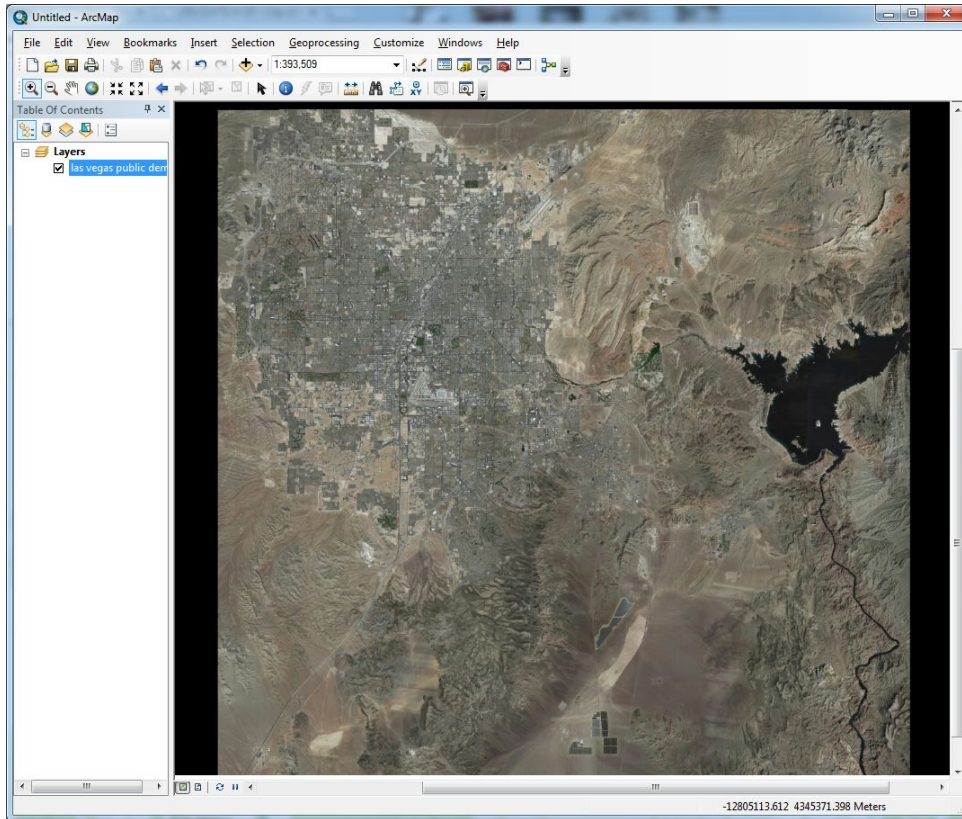 Untitled - ArcMap
File Edit View Bookmarks Insert Selection Geoprocessing Customize Windows Help
1:393,509
Table Of Contents
Layers
las vegas public dem
-12805113.612 4345371.398 Meters